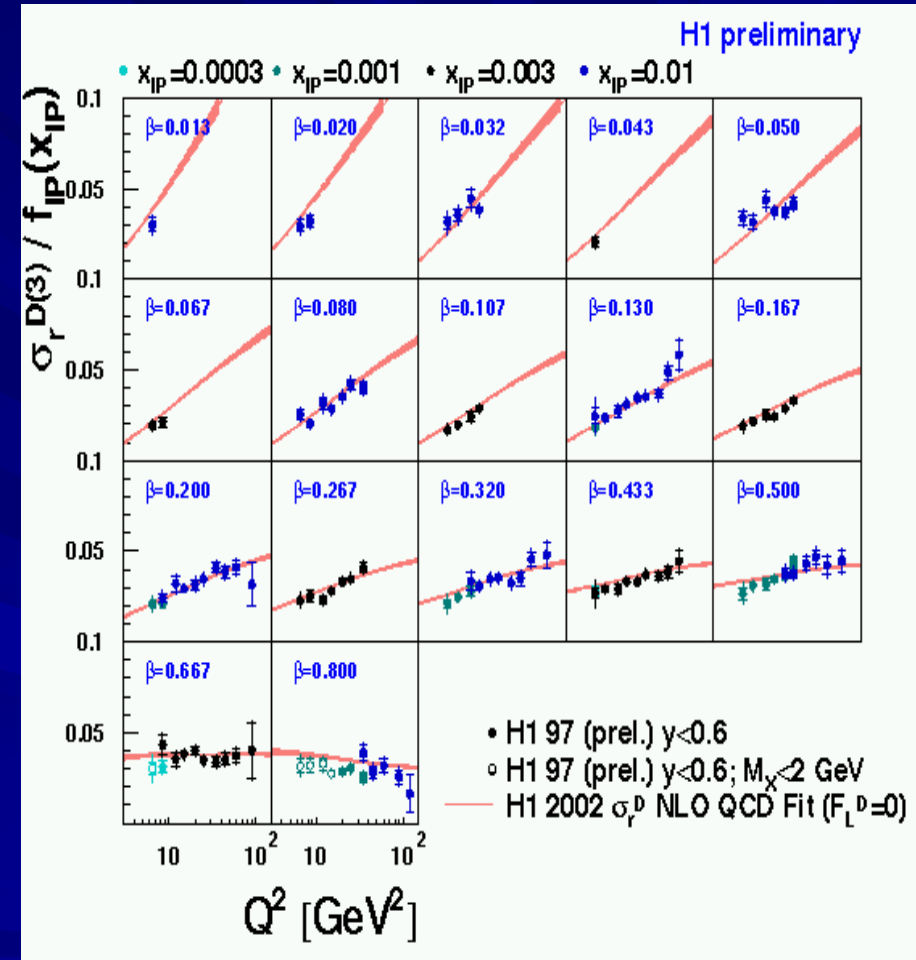 H1 preliminary
• x_IP=0.0003 • x_IP=0.001 • x_IP=0.003 • x_IP=0.01
σ_r^D(3) / f_IP(x_IP)
0.1
β=0.013 β=0.020 β=0.032 β=0.043 β=0.050
0.05
0.1
β=0.067 β=0.080 β=0.107 β=0.130 β=0.167
0.05
0.1
β=0.200 β=0.267 β=0.320 β=0.433 β=0.500
0.05
0.1
β=0.667 β=0.800
0.05
• H1 97 (prel.) y<0.6
o H1 97 (prel.) y<0.6; M_X<2 GeV
H1 2002 σ_r^D NLO QCD Fit (F_L^D=0)
10 10^2 10 10^2
Q^2 [GeV^2]